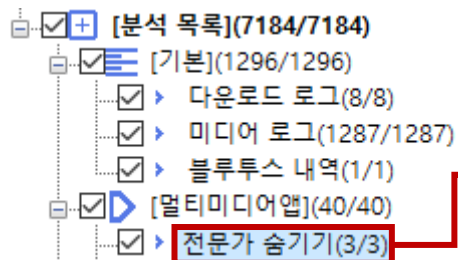 [분석 목록](7184/7184)
[기본](1296/1296)
다운로드 로그(8/8)
미디어 로그(1287/1287)
블루투스 내역(1/1)
[멀티미디어앱](40/40)
전문가 숨기기(3/3)